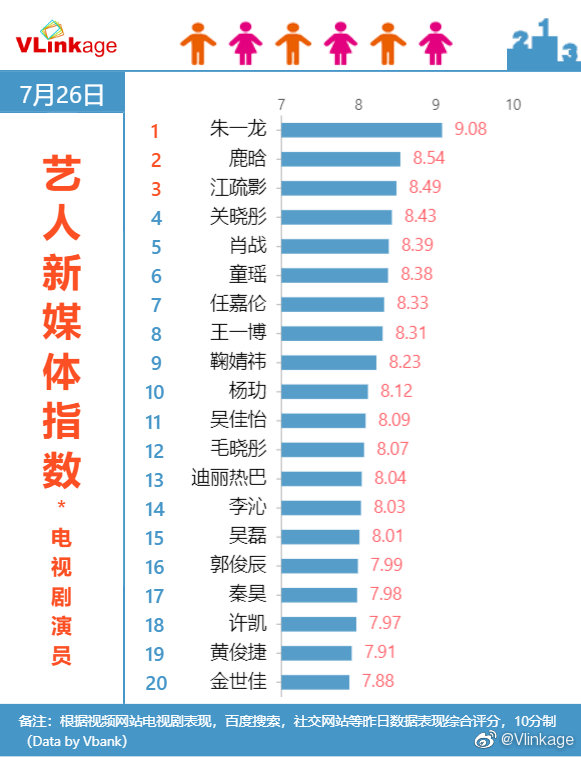 VLinkage
1
2
3
7月26日
艺人新媒体指数
*
电视剧演员
7 8 9 10
1 朱一龙 9.08
2 鹿晗 8.54
3 江疏影 8.49
4 关晓彤 8.43
5 肖战 8.39
6 童瑶 8.38
7 任嘉伦 8.33
8 王一博 8.31
9 鞠婧祎 8.23
10 杨玏 8.12
11 吴佳怡 8.09
12 毛晓彤 8.07
13 迪丽热巴 8.04
14 李沁 8.03
15 吴磊 8.01
16 郭俊辰 7.99
17 秦昊 7.98
18 许凯 7.97
19 黄俊捷 7.91
20 金世佳 7.88
备注：根据视频网站电视剧表现，百度搜索，社交网站等昨日数据表现综合评分，10分制
（Data by Vbank）
@Vlinkage